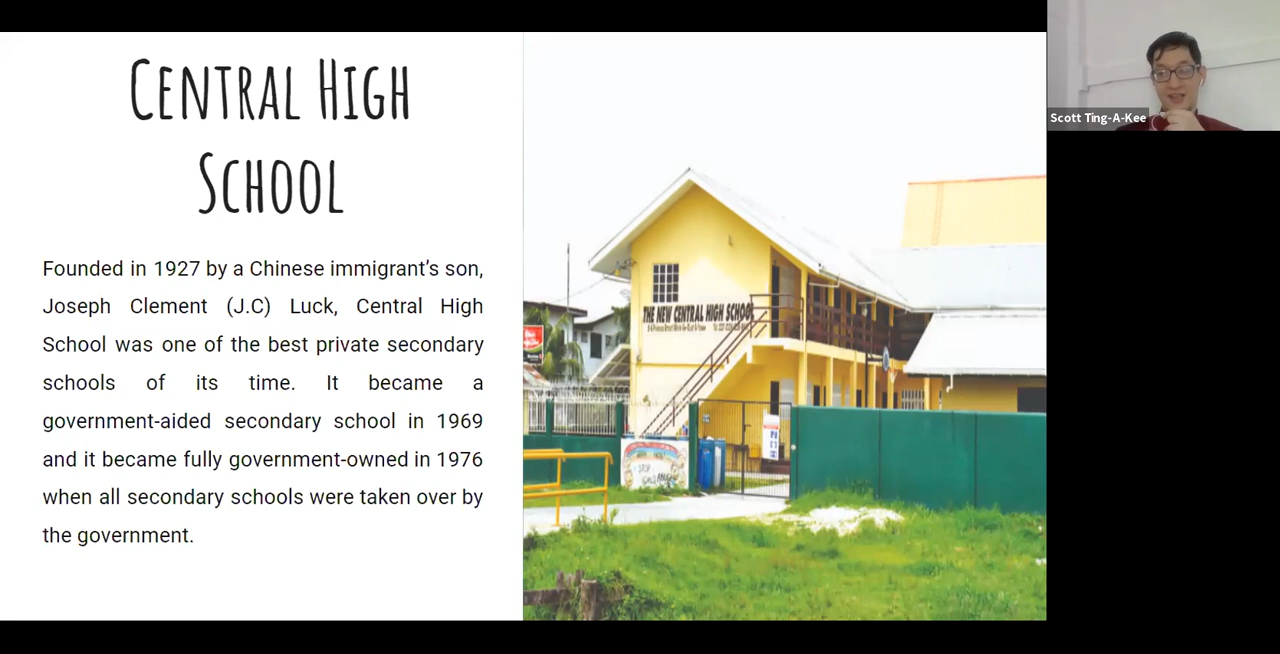 CENTRAL HIGH
SCHOOL
Founded in 1927 by a Chinese immigrant’s son,
Joseph Clement (J.C) Luck, Central High
School was one of the best private secondary
schools of its time. It became a
government-aided secondary school in 1969
and it became fully government-owned in 1976
when all secondary schools were taken over by
the government.
THE NEW CENTRAL HIGH SCHOOL
Scott Ting-A-Kee